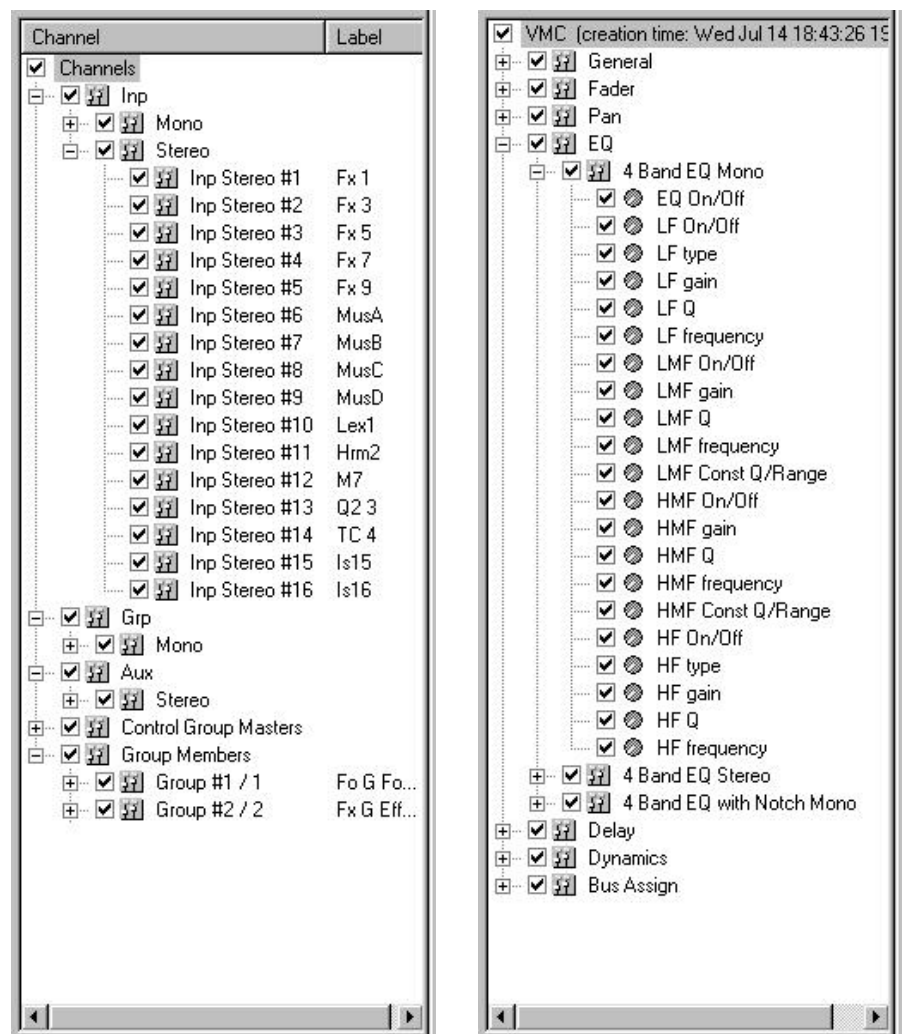 Channel Label
Channels
Inp
Mono
Stereo
Inp Stereo #1 Fx 1
Inp Stereo #2 Fx 3
Inp Stereo #3 Fx 5
Inp Stereo #4 Fx 7
Inp Stereo #5 Fx 9
Inp Stereo #6 MusA
Inp Stereo #7 MusB
Inp Stereo #8 MusC
Inp Stereo #9 MusD
Inp Stereo #10 Lex1
Inp Stereo #11 Hrm2
Inp Stereo #12 M7
Inp Stereo #13 Q2 3
Inp Stereo #14 TC 4
Inp Stereo #15 Is15
Inp Stereo #16 Is16
Grp
Mono
Aux
Stereo
Control Group Masters
Group Members
Group #1 / 1 Fo G Fo...
Group #2 / 2 Fx G Eff...
VMC (creation time: Wed Jul 14 18:43:26 19
General
Fader
Pan
EQ
4 Band EQ Mono
EQ On/Off
LF On/Off
LF type
LF gain
LF Q
LF frequency
LMF On/Off
LMF gain
LMF Q
LMF frequency
LMF Const Q/Range
HMF On/Off
HMF gain
HMF Q
HMF frequency
HMF Const Q/Range
HF On/Off
HF type
HF gain
HF Q
HF frequency
4 Band EQ Stereo
4 Band EQ with Notch Mono
Delay
Dynamics
Bus Assign